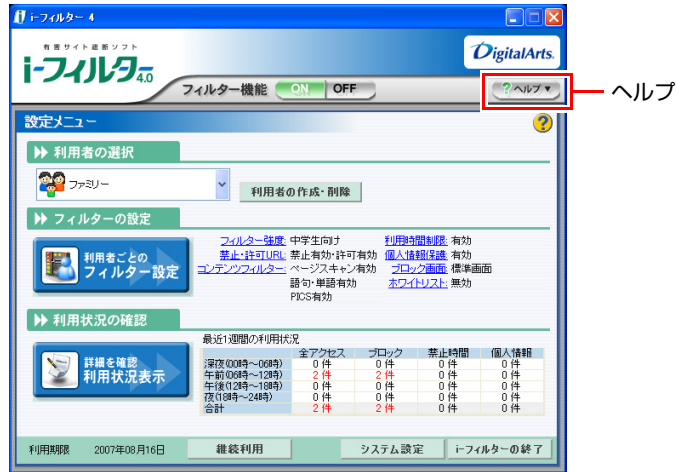 i-フィルター 4
有害サイト遮断ソフト
i-フィルター4.0
DigitalArts.
フィルター機能 ON OFF
?ヘルプ▼
ヘルプ
設定メニュー
?
利用者の選択
ファミリー
利用者の作成・削除
フィルターの設定
利用者ごとの
フィルター設定
フィルター強度: 中学生向け 利用時間制限: 有効
禁止・許可URL: 禁止有効・許可有効 個人情報保護: 有効
コンテンツフィルター: ページスキャン有効 ブロック画面: 標準画面
語句・単語有効 ホワイトリスト: 無効
PICS有効
利用状況の確認
詳細を確認
利用状況表示
最近1週間の利用状況
全アクセス ブロック 禁止時間 個人情報
深夜(00時～06時) 0 件 0 件 0 件 0 件
午前(06時～12時) 2 件 2 件 0 件 0 件
午後(12時～18時) 0 件 0 件 0 件 0 件
夜(18時～24時) 0 件 0 件 0 件 0 件
合計 2 件 2 件 0 件 0 件
利用期限 2007年08月16日 継続利用 システム設定 i-フィルターの終了